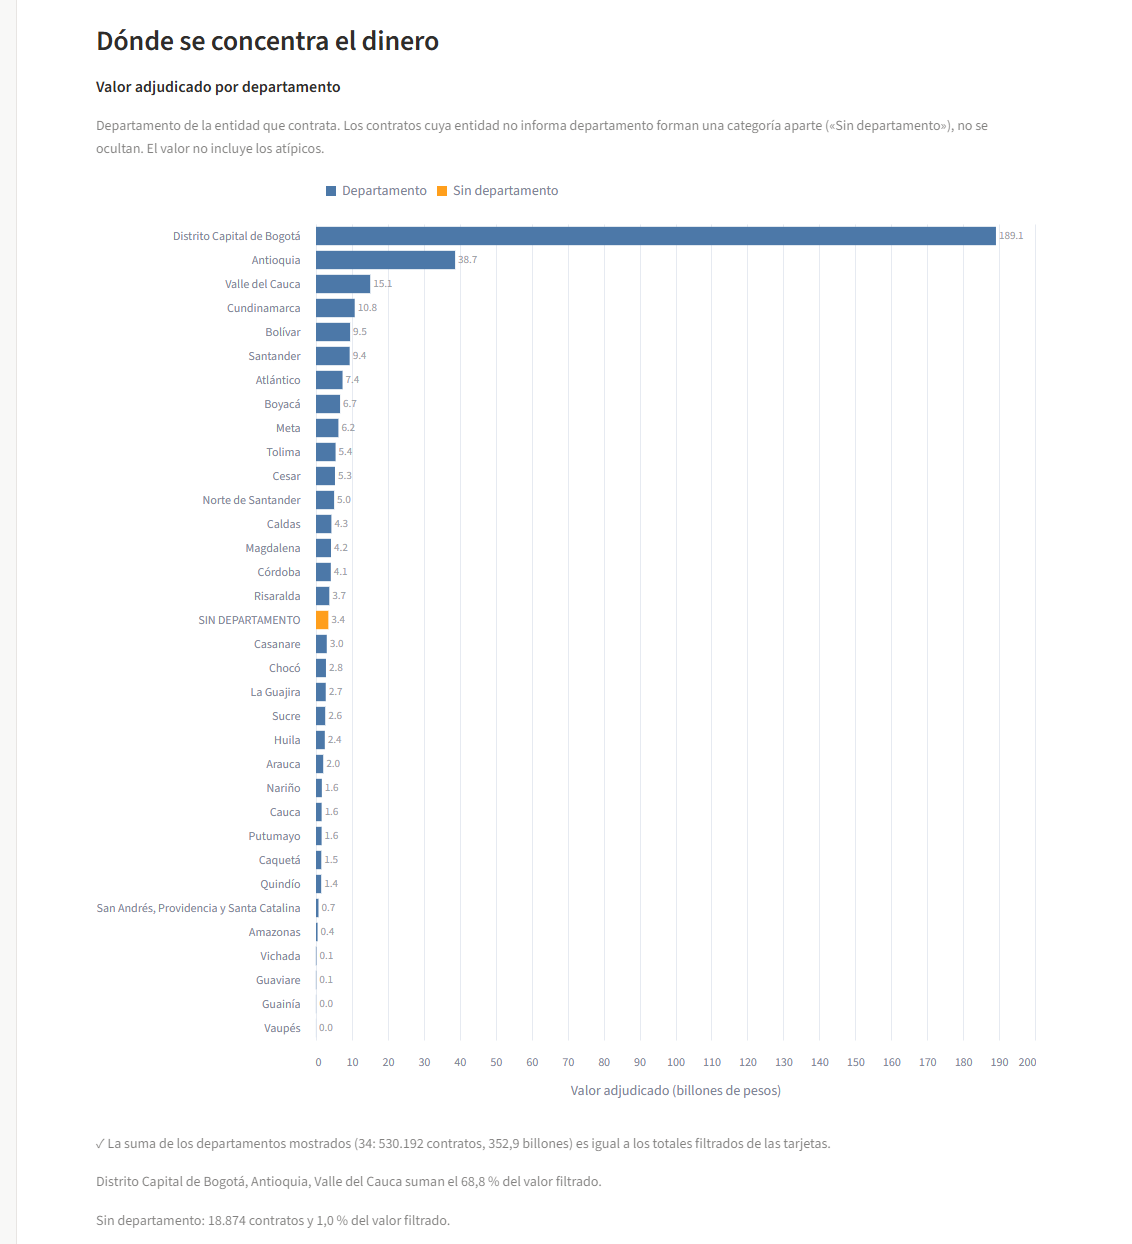 Dónde se concentra el dinero
Valor adjudicado por departamento
Departamento de la entidad que contrata. Los contratos cuya entidad no informa departamento forman una categoría aparte («Sin departamento»), no se
ocultan. El valor no incluye los atípicos.
Departamento Sin departamento
Distrito Capital de Bogotá 189.1
Antioquia 38.7
Valle del Cauca 15.1
Cundinamarca 10.8
Bolívar 9.5
Santander 9.4
Atlántico 7.4
Boyacá 6.7
Meta 6.2
Tolima 5.4
Cesar 5.3
Norte de Santander 5.0
Caldas 4.3
Magdalena 4.2
Córdoba 4.1
Risaralda 3.7
SIN DEPARTAMENTO 3.4
Casanare 3.0
Chocó 2.8
La Guajira 2.7
Sucre 2.6
Huila 2.4
Arauca 2.0
Nariño 1.6
Cauca 1.6
Putumayo 1.6
Caquetá 1.5
Quindío 1.4
San Andrés, Providencia y Santa Catalina 0.7
Amazonas 0.4
Vichada 0.1
Guaviare 0.1
Guainía 0.0
Vaupés 0.0
0 10 20 30 40 50 60 70 80 90 100 110 120 130 140 150 160 170 180 190 200
Valor adjudicado (billones de pesos)
✓ La suma de los departamentos mostrados (34: 530.192 contratos, 352,9 billones) es igual a los totales filtrados de las tarjetas.
Distrito Capital de Bogotá, Antioquia, Valle del Cauca suman el 68,8 % del valor filtrado.
Sin departamento: 18.874 contratos y 1,0 % del valor filtrado.